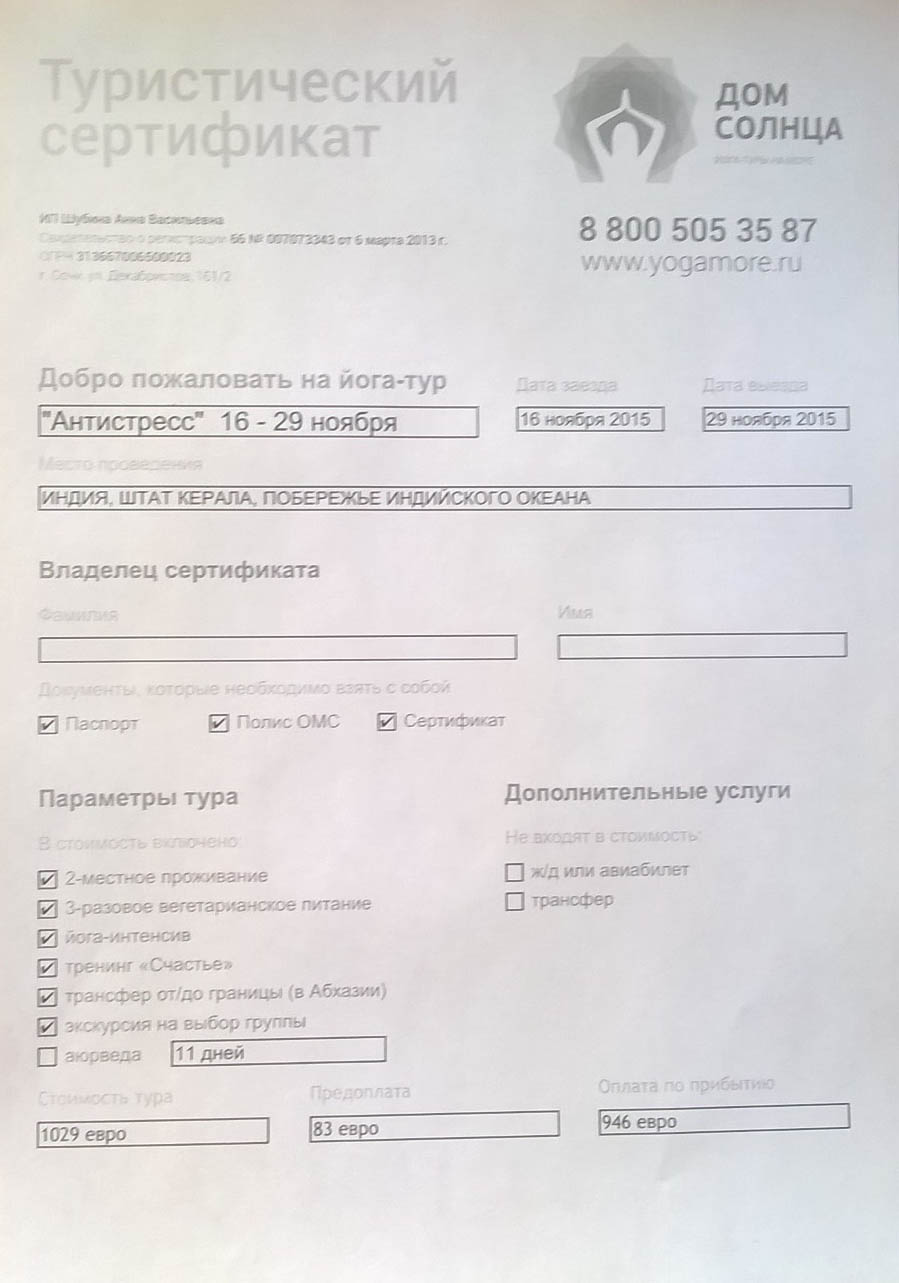 Туристический
сертификат
ДОМ
СОЛНЦА
ИП Шубина Анна Васильевна
Свидетельство о регистрации 66 № 007073343 от 6 марта 2013 г.
ОГРН 313667006500023
г. Сочи, ул. Декабристов, 161/2
8 800 505 35 87
www.yogamore.ru
Добро пожаловать на йога-тур
"Антистресс" 16 - 29 ноября
Дата заезда
16 ноября 2015
Дата выезда
29 ноября 2015
Место проведения
ИНДИЯ, ШТАТ КЕРАЛА, ПОБЕРЕЖЬЕ ИНДИЙСКОГО ОКЕАНА
Владелец сертификата
Фамилия
Имя
Документы, которые необходимо взять с собой
Паспорт
Полис ОМС
Сертификат
Параметры тура
В стоимость включено:
2-местное проживание
3-разовое вегетарианское питание
йога-интенсив
тренинг «Счастье»
трансфер от/до границы (в Абхазии)
экскурсия на выбор группы
аюрведа
11 дней
Дополнительные услуги
Не входят в стоимость:
ж/д или авиабилет
трансфер
Стоимость тура
1029 евро
Предоплата
83 евро
Оплата по прибытию
946 евро